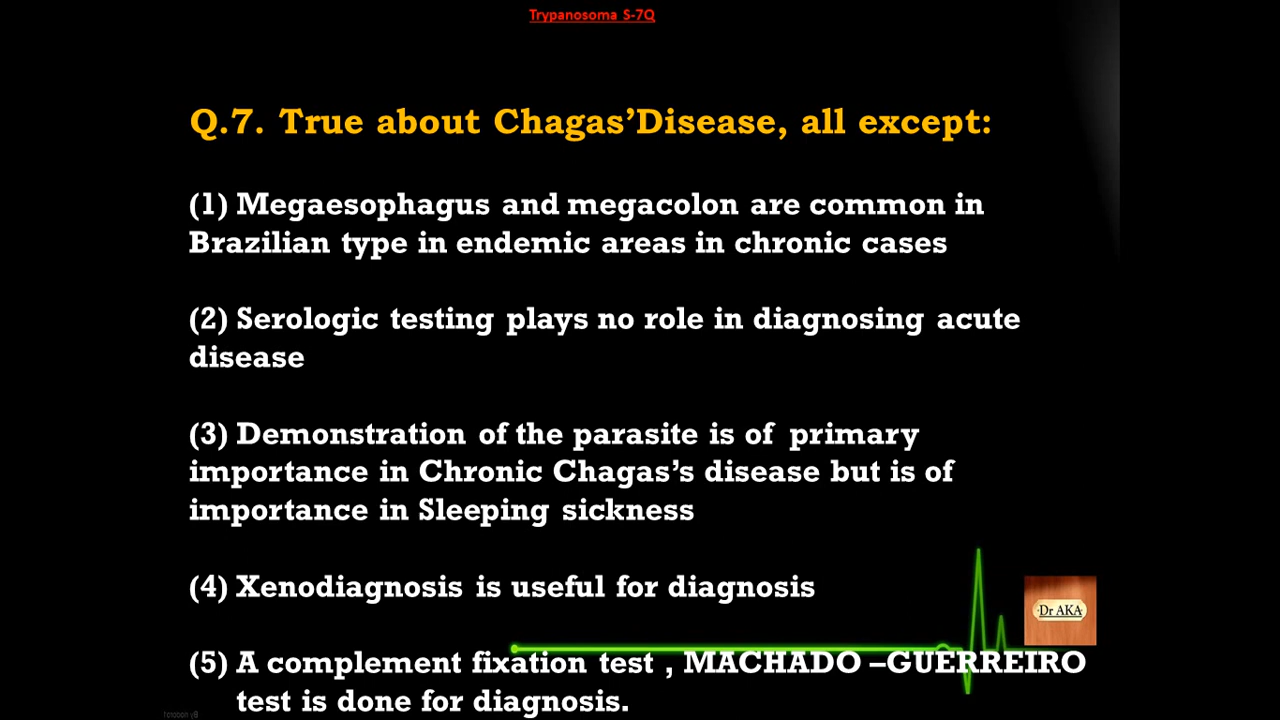 Trypanosoma S-7Q
Q.7. True about Chagas’Disease, all except:
(1) Megaesophagus and megacolon are common in
Brazilian type in endemic areas in chronic cases
(2) Serologic testing plays no role in diagnosing acute
disease
(3) Demonstration of the parasite is of primary
importance in Chronic Chagas’s disease but is of
importance in Sleeping sickness
(4) Xenodiagnosis is useful for diagnosis
Dr AKA
(5) A complement fixation test , MACHADO –GUERREIRO
test is done for diagnosis.